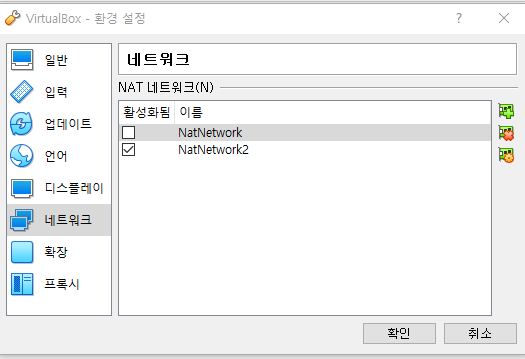 VirtualBox - 환경 설정
일반
입력
업데이트
언어
디스플레이
네트워크
확장
프록시
네트워크
NAT 네트워크(N)
활성화됨 이름
NatNetwork
NatNetwork2
확인 취소